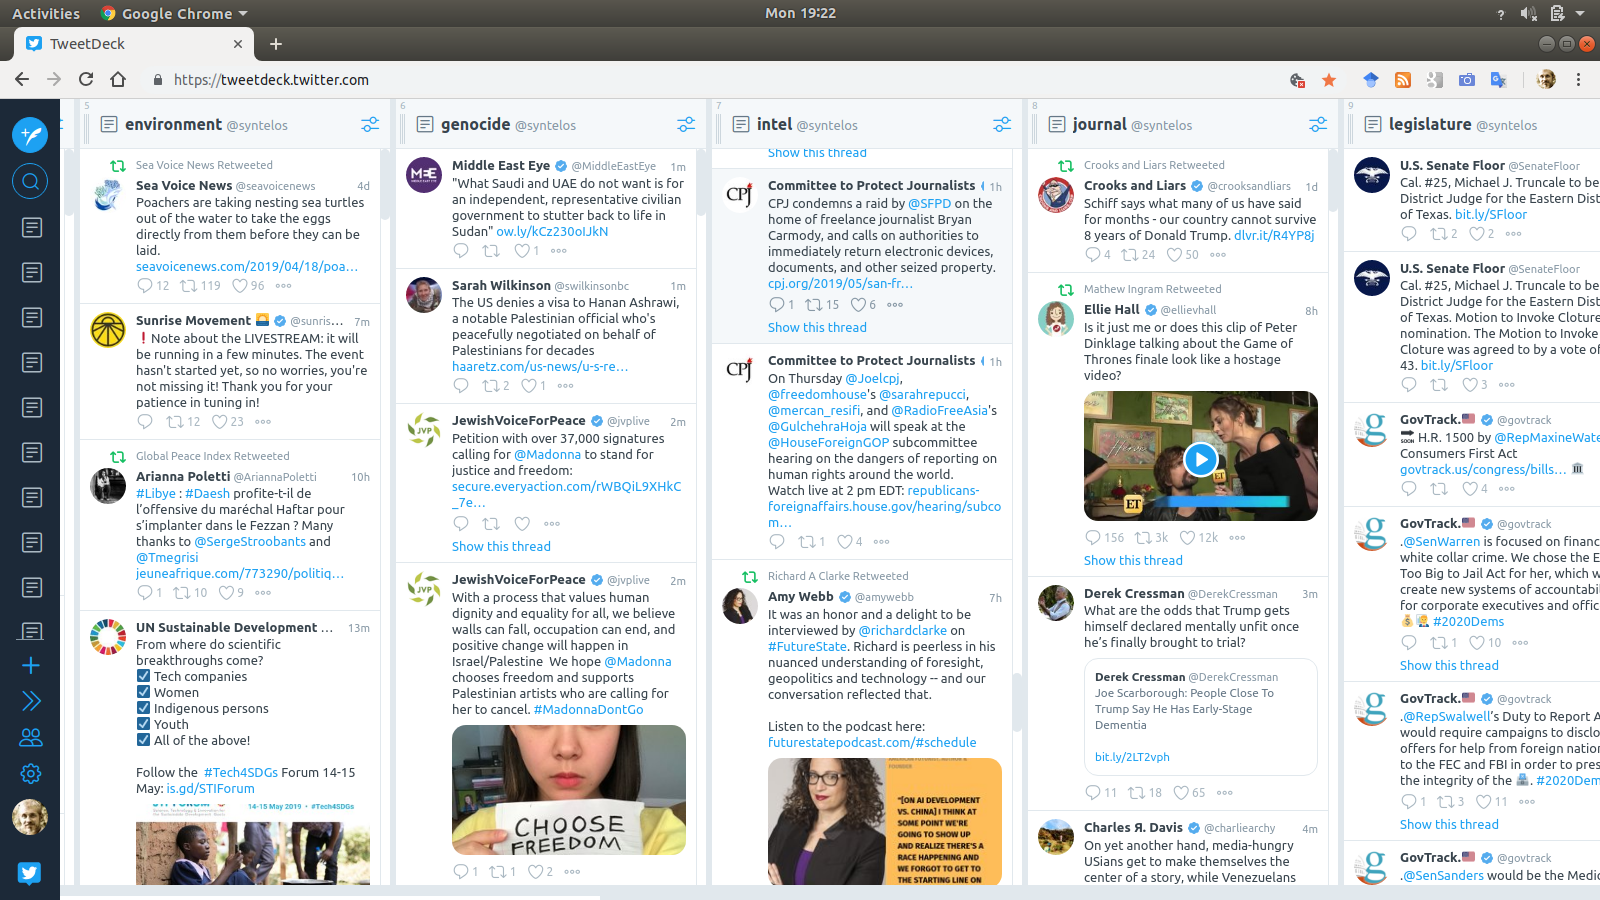 Activities
Google Chrome
Mon 19:22
TweetDeck
https://tweetdeck.twitter.com
5
environment @syntelos
Sea Voice News Retweeted
Sea Voice News @seavoicenews 4d
Poachers are taking nesting sea turtles
out of the water to take the eggs
directly from them before they can be
laid.
seavoicenews.com/2019/04/18/poa…
12 119 96
Sunrise Movement @sunris… 7m
❗Note about the LIVESTREAM: it will
be running in a few minutes. The event
hasn't started yet, so no worries, you're
not missing it! Thank you for your
patience in tuning in!
12 23
Global Peace Index Retweeted
Arianna Poletti @AriannaPoletti 10h
#Libye : #Daesh profite-t-il de
l'offensive du maréchal Haftar pour
s'implanter dans le Fezzan ? Many
thanks to @SergeStroobants and
@Tmegrisi
jeuneafrique.com/773290/politiq…
1 10 9
UN Sustainable Development … 13m
From where do scientific
breakthroughs come?
☑ Tech companies
☑ Women
☑ Indigenous persons
☑ Youth
☑ All of the above!
Follow the #Tech4SDGs Forum 14-15
May: is.gd/STIForum
14-15 MAY 2019 • #Tech4SDGs
6
genocide @syntelos
Middle East Eye @MiddleEastEye 1m
"What Saudi and UAE do not want is for
an independent, representative civilian
government to stutter back to life in
Sudan" ow.ly/kCz230oIJkN
1
Sarah Wilkinson @swilkinsonbc 1m
The US denies a visa to Hanan Ashrawi,
a notable Palestinian official who's
peacefully negotiated on behalf of
Palestinians for decades
haaretz.com/us-news/u-s-re…
2 1
JewishVoiceForPeace @jvplive 2m
Petition with over 37,000 signatures
calling for @Madonna to stand for
justice and freedom:
secure.everyaction.com/rWBQiL9XHkC
_7e…
Show this thread
JewishVoiceForPeace @jvplive 2m
With a process that values human
dignity and equality for all, we believe
walls can fall, occupation can end, and
positive change will happen in
Israel/Palestine We hope @Madonna
chooses freedom and supports
Palestinian artists who are calling for
her to cancel. #MadonnaDontGo
CHOOSE
FREEDOM
1 1 2
7
intel @syntelos
Show this thread
Committee to Protect Journalists 1h
CPJ condemns a raid by @SFPD on the
home of freelance journalist Bryan
Carmody, and calls on authorities to
immediately return electronic devices,
documents, and other seized property.
cpj.org/2019/05/san-fr…
1 15 6
Show this thread
Committee to Protect Journalists 1h
On Thursday @Joelcpj,
@freedomhouse's @sarahrepucci,
@mercan_resifi, and @RadioFreeAsia's
@GulchehraHoja will speak at the
@HouseForeignGOP subcommittee
hearing on the dangers of reporting on
human rights around the world.
Watch live at 2 pm EDT: republicans-
foreignaffairs.house.gov/hearing/subco
m…
1 4
Richard A Clarke Retweeted
Amy Webb @amywebb 7h
It was an honor and a delight to be
interviewed by @richardclarke on
#FutureState. Richard is peerless in his
nuanced understanding of foresight,
geopolitics and technology -- and our
conversation reflected that.
Listen to the podcast here:
futurestatepodcast.com/#schedule
"[ON AI DEVELOPMENT
VS. CHINA] I THINK AT
SOME POINT WE'RE
GOING TO SHOW UP
AND REALIZE THERE'S A
RACE HAPPENING AND
WE FORGOT TO GET TO
THE STARTING LINE ON
8
journal @syntelos
Crooks and Liars Retweeted
Crooks and Liars @crooksandliars 1d
Schiff says what many of us have said
for months - our country cannot survive
8 years of Donald Trump. dlvr.it/R4YP8j
4 24 50
Mathew Ingram Retweeted
Ellie Hall @ellievhall 8h
Is it just me or does this clip of Peter
Dinklage talking about the Game of
Thrones finale look like a hostage
video?
ET
156 3k 12k
Show this thread
Derek Cressman @DerekCressman 3m
What are the odds that Trump gets
himself declared mentally unfit once
he's finally brought to trial?
Derek Cressman @DerekCressman
Joe Scarborough: People Close To
Trump Say He Has Early-Stage
Dementia
bit.ly/2LT2vph
11 18 65
Charles Я. Davis @charliearchy 4m
On yet another hand, media-hungry
USians get to make themselves the
center of a story, while Venezuelans
9
legislature @syntelos
U.S. Senate Floor @SenateFloor
Cal. #25, Michael J. Truncale to be
District Judge for the Eastern Dist
of Texas. bit.ly/SFloor
2 2
U.S. Senate Floor @SenateFloor
Cal. #25, Michael J. Truncale to be
District Judge for the Eastern Dist
of Texas. Motion to Invoke Cloture
nomination. The Motion to Invoke
Cloture was agreed to by a vote of
43. bit.ly/SFloor
3
GovTrack.🇺🇸 @govtrack
🔜 H.R. 1500 by @RepMaxineWate
Consumers First Act
govtrack.us/congress/bills… 🏛
4
GovTrack.🇺🇸 @govtrack
.@SenWarren is focused on financ
white collar crime. We chose the E
Too Big to Jail Act for her, which w
create new systems of accountabil
for corporate executives and offic
#2020Dems
1 10
Show this thread
GovTrack.🇺🇸 @govtrack
.@RepSwalwell's Duty to Report A
would require campaigns to disclo
offers for help from foreign nation
to the FEC and FBI in order to pres
the integrity of the . #2020Dem
1 3 11
Show this thread
GovTrack.🇺🇸 @govtrack
.@SenSanders would be the Medic